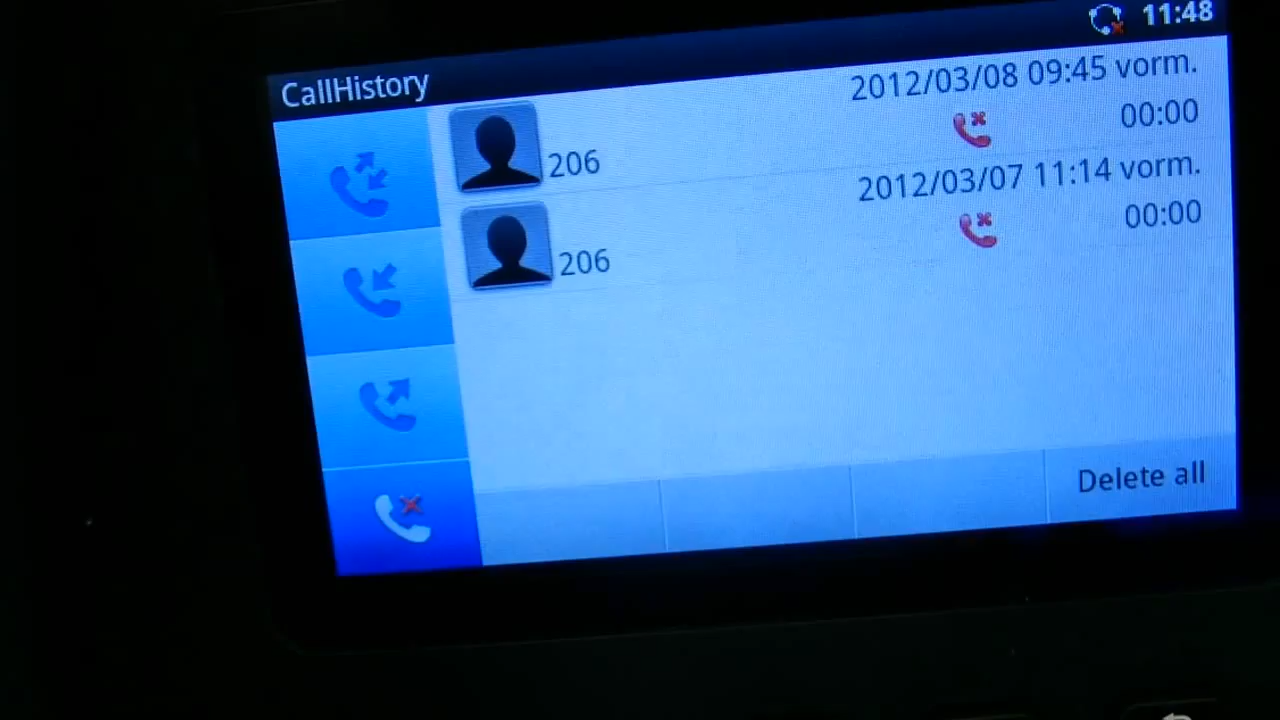 11:48
CallHistory
2012/03/08 09:45 vorm.
206
00:00
2012/03/07 11:14 vorm.
206
00:00
Delete all